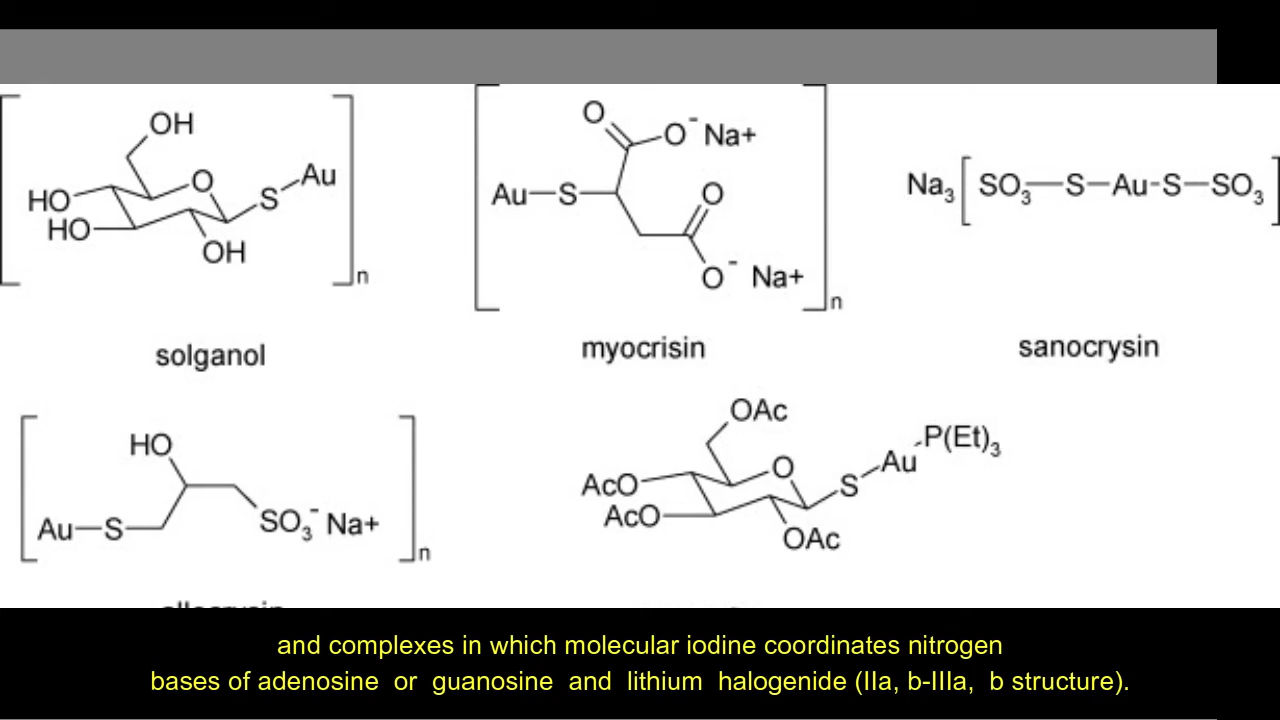 OH
HO
HO
O
OH
S
Au
n
solganol
O
O⁻ Na+
Au—S
O
O⁻ Na+
n
myocrisin
Na₃[SO₃—S—Au-S—SO₃]
sanocrysin
HO
Au—S
SO₃⁻ Na+
n
OAc
AcO
AcO
O
OAc
S
Au
P(Et)₃
and complexes in which molecular iodine coordinates nitrogen
bases of adenosine or guanosine and lithium halogenide (IIa, b-IIIa, b structure).